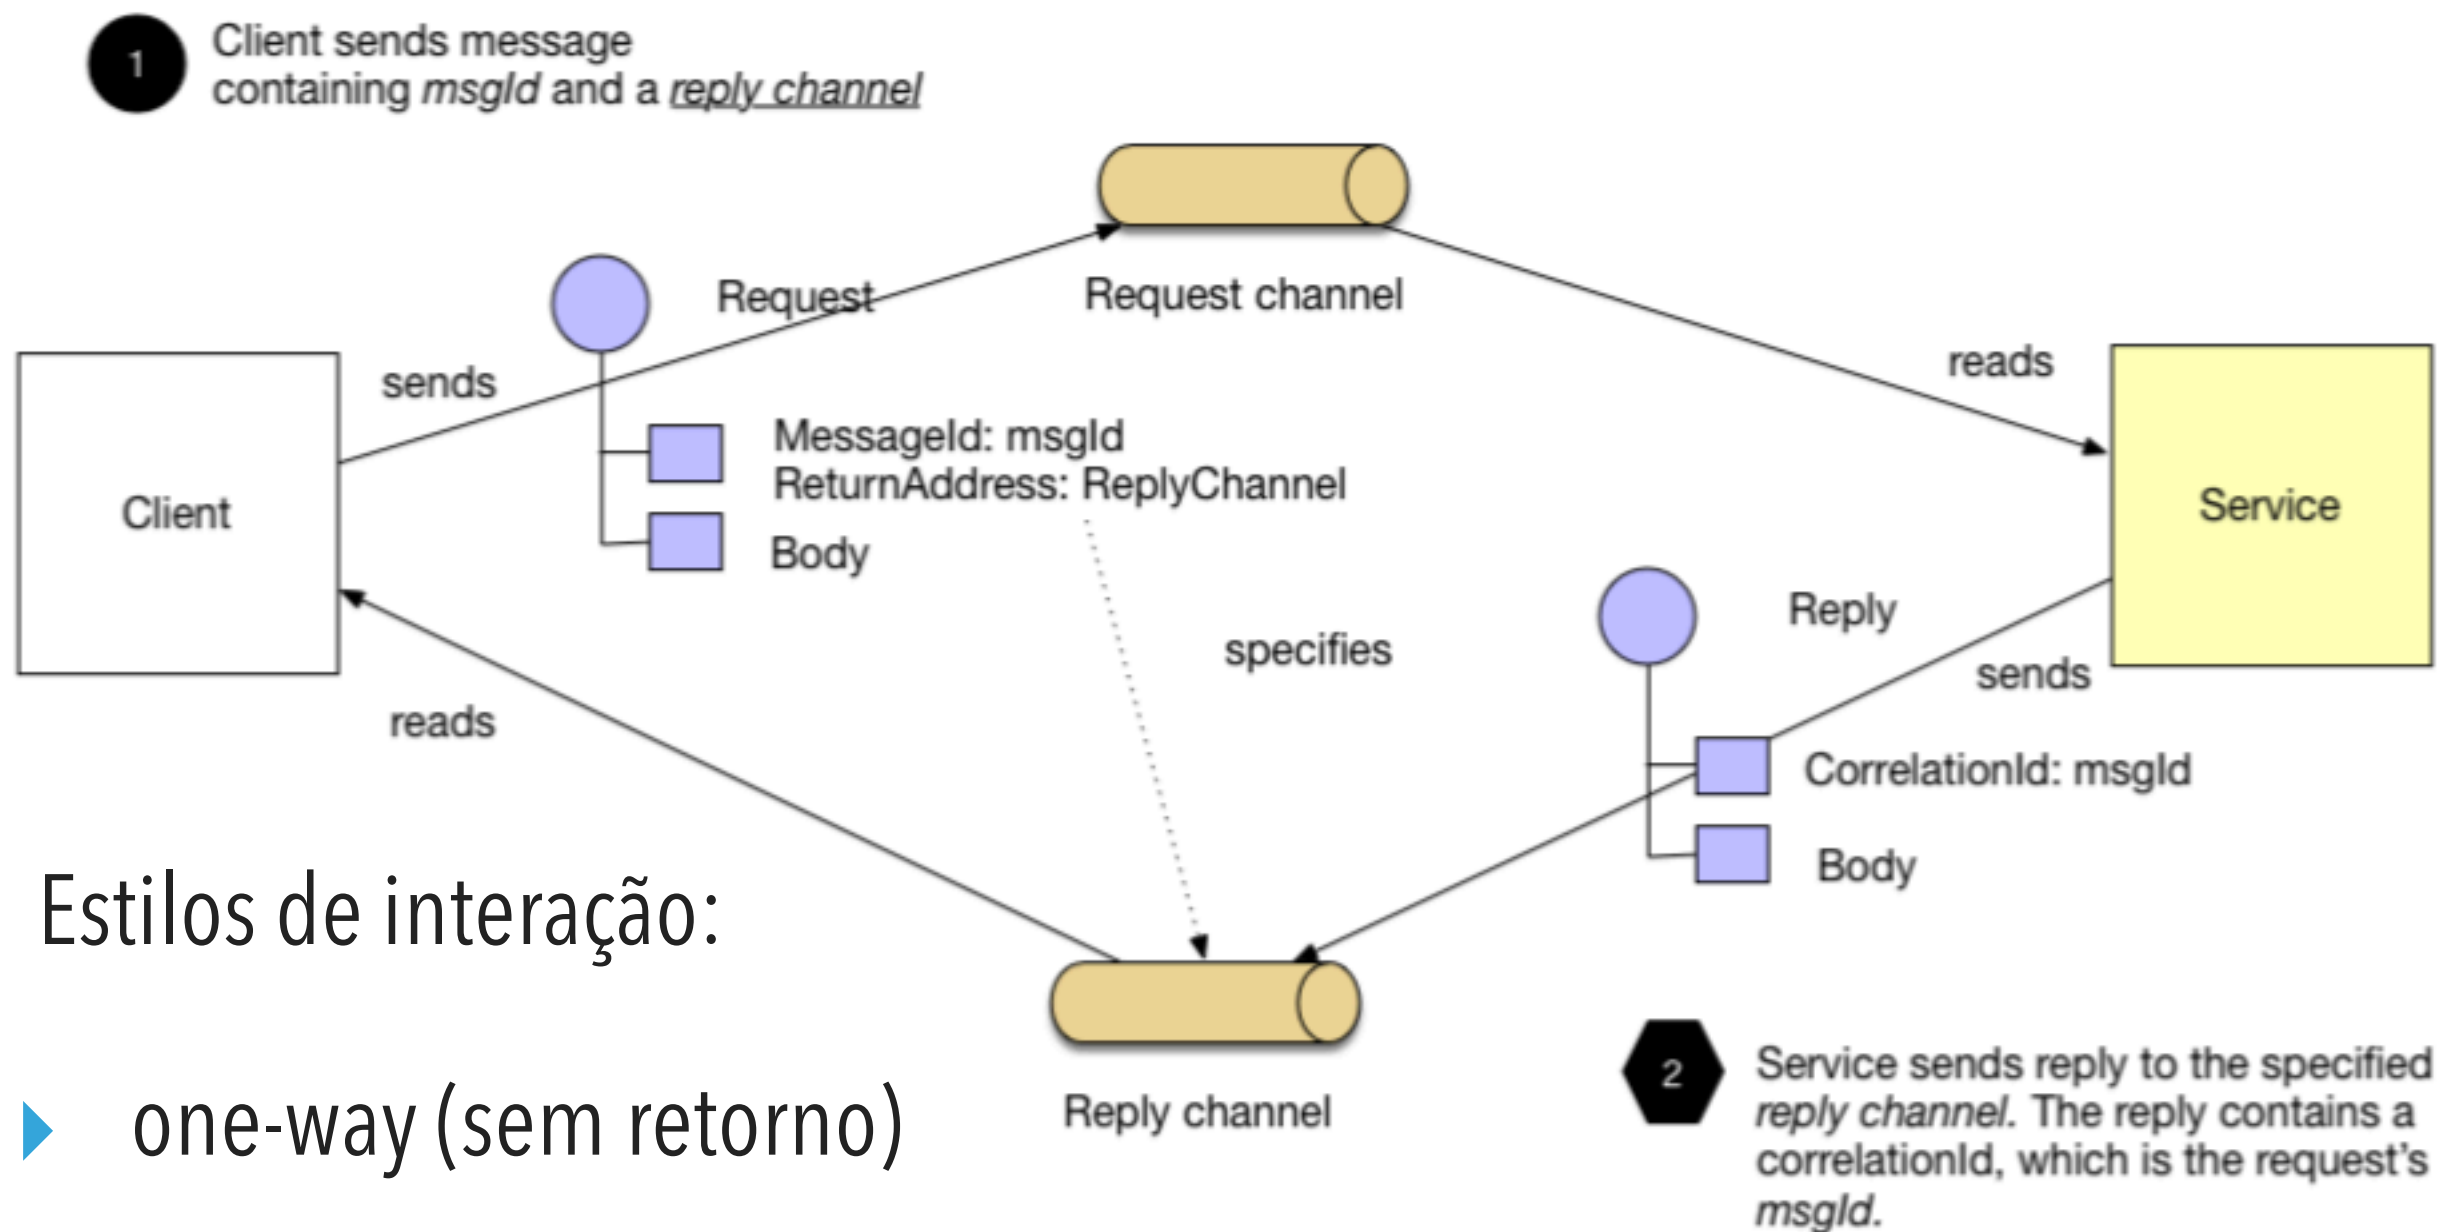 1
Client sends message
containing msgId and a reply channel
Request
Request channel
sends
reads
MessageId: msgId
ReturnAddress: ReplyChannel
Client
Service
Body
Reply
specifies
sends
reads
CorrelationId: msgId
Body
Estilos de interação:
Reply channel
one-way (sem retorno)
2
Service sends reply to the specified
reply channel. The reply contains a
correlationId, which is the request's
msgId.